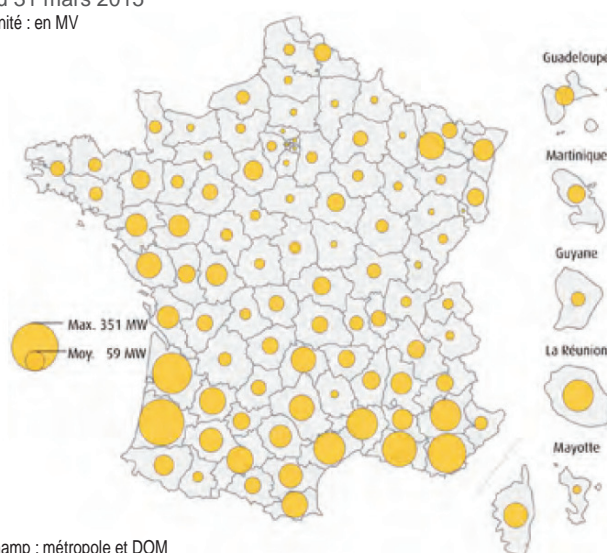 31 mars 2015
nité : en MV
Guadeloupe
Martinique
Guyane
Max. 351 MW
Moy. 59 MW
La Réunion
Mayotte
amp : métropole et DOM